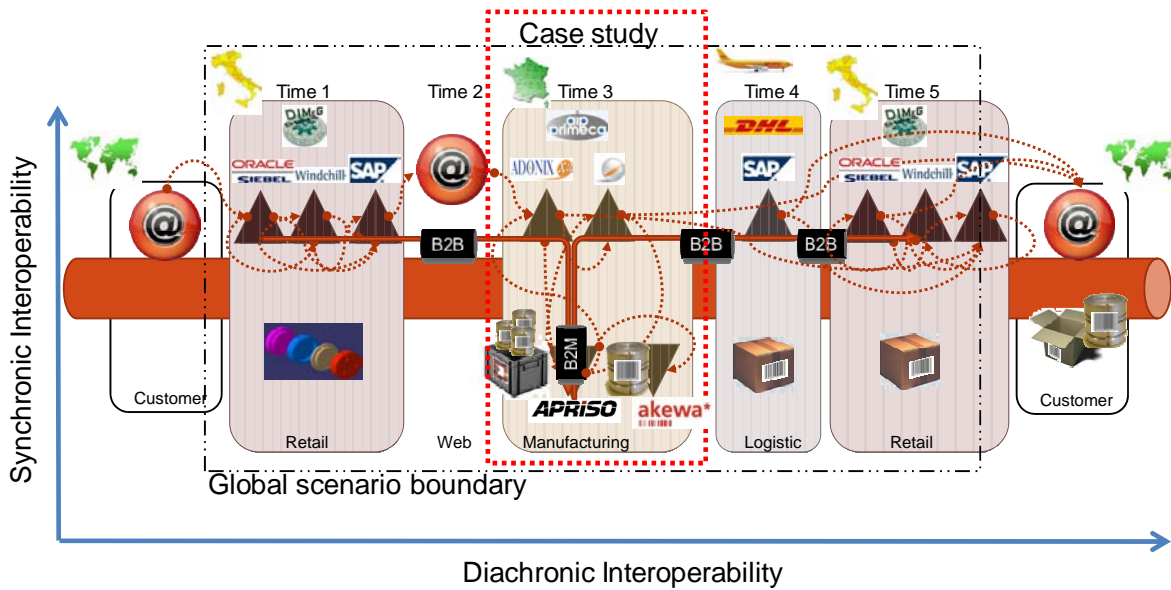 Case study
Time 1
Time 2
Time 3
Time 4
Time 5
DIM&G
aip
primeca
DHL
DIM&G
ORACLE
SIEBEL
Windchill
SAP
@
ADONIX
SAP
ORACLE
SIEBEL
Windchill
SAP
@
@
B2B
B2B
B2B
B2M
Customer
APRISO
akewa*
Customer
Retail
Web
Manufacturing
Logistic
Retail
Global scenario boundary
Synchronic Interoperability
Diachronic Interoperability